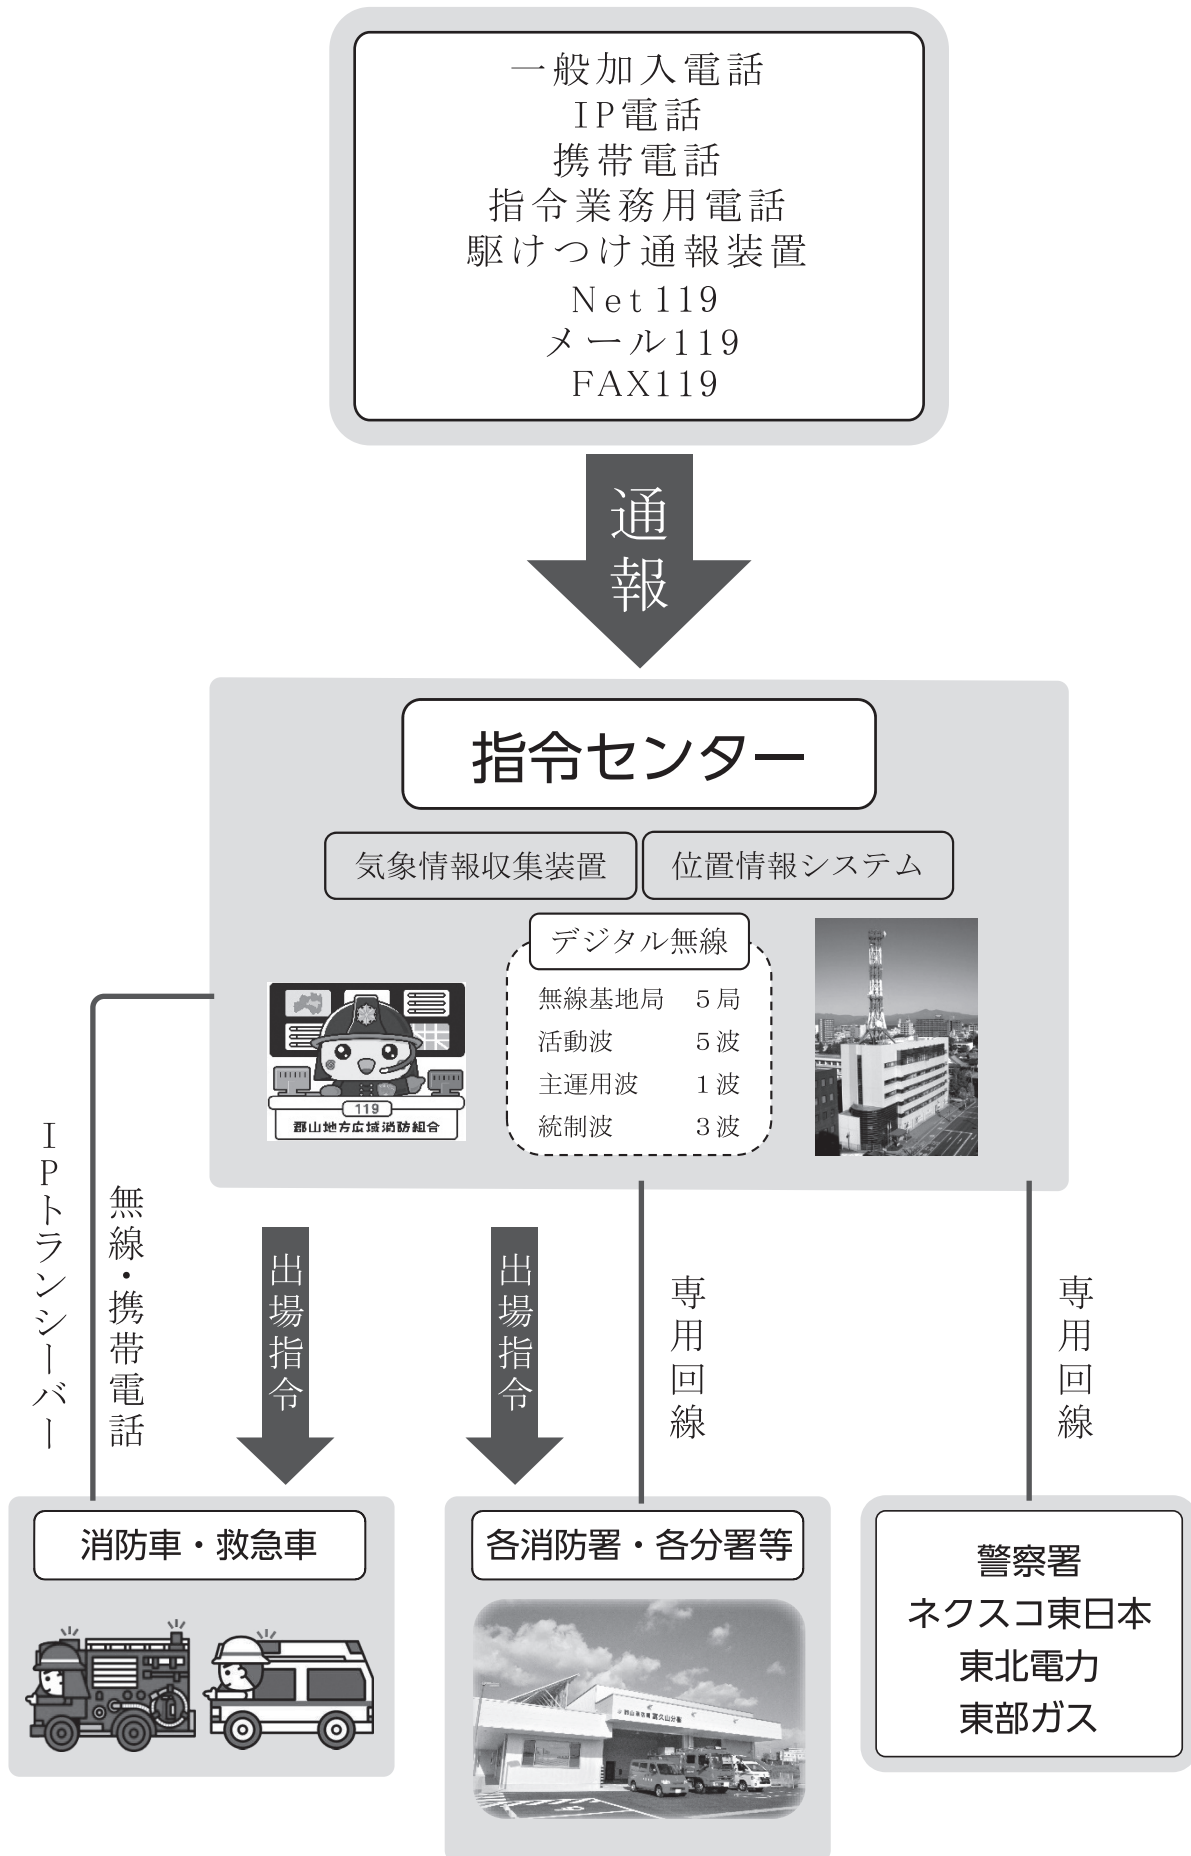 一般加入電話
IP電話
携帯電話
指令業務用電話
駆けつけ通報装置
Net119
メール119
FAX119
通報
指令センター
気象情報収集装置
位置情報システム
デジタル無線
無線基地局 5局
活動波 5波
主運用波 1波
統制波 3波
119
郡山地方広域消防組合
IPトランシーバー
無線・携帯電話
出場指令
出場指令
専用回線
専用回線
消防車・救急車
各消防署・各分署等
富久山分署
警察署
ネクスコ東日本
東北電力
東部ガス